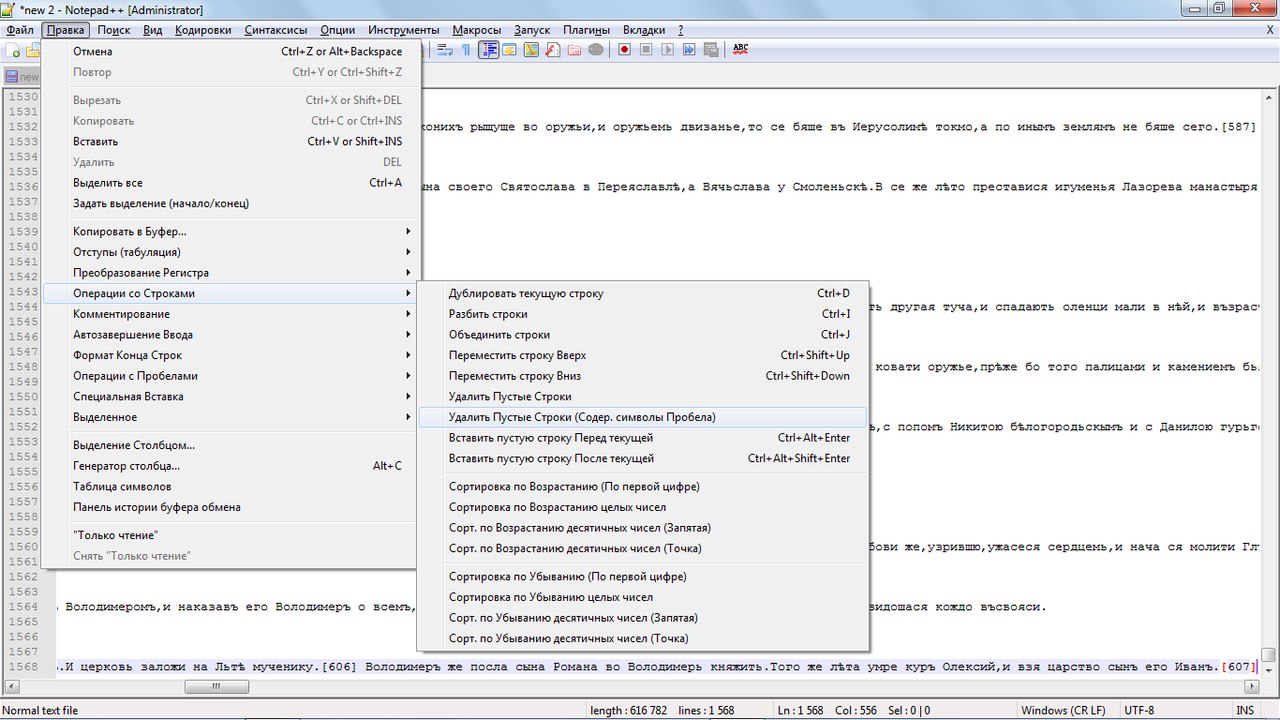 *new 2 - Notepad++ [Administrator]
Файл Правка Поиск Вид Кодировки Синтаксисы Опции Инструменты Макросы Запуск Плагины Вкладки ? X
new
Отмена Ctrl+Z or Alt+Backspace
Повтор Ctrl+Y or Ctrl+Shift+Z
Вырезать Ctrl+X or Shift+DEL
Копировать Ctrl+C or Ctrl+INS
Вставить Ctrl+V or Shift+INS
Удалить DEL
Выделить все Ctrl+A
Задать выделение (начало/конец)
Копировать в Буфер...
Отступы (табуляция)
Преобразование Регистра
Операции со Строками
Комментирование
Автозавершение Ввода
Формат Конца Строк
Операции с Пробелами
Специальная Вставка
Выделенное
Выделение Столбцом...
Генератор столбца... Alt+C
Таблица символов
Панель истории буфера обмена
"Только чтение"
Снять "Только чтение"
Дублировать текущую строку Ctrl+D
Разбить строки Ctrl+I
Объединить строки Ctrl+J
Переместить строку Вверх Ctrl+Shift+Up
Переместить строку Вниз Ctrl+Shift+Down
Удалить Пустые Строки
Удалить Пустые Строки (Содер. символы Пробела)
Вставить пустую строку Перед текущей Ctrl+Alt+Enter
Вставить пустую строку После текущей Ctrl+Alt+Shift+Enter
Сортировка по Возрастанию (По первой цифре)
Сортировка по Возрастанию целых чисел
Сорт. по Возрастанию десятичных чисел (Запятая)
Сорт. по Возрастанию десятичных чисел (Точка)
Сортировка по Убыванию (По первой цифре)
Сортировка по Убыванию целых чисел
Сорт. по Убыванию десятичных чисел (Запятая)
Сорт. по Убыванию десятичных чисел (Точка)
1530
1531
1532 конихъ рыщуще во оружьи,и оружьемь двизанье,то се бяше въ Иерусолимѣ токмо,а по инымъ землямъ не бяше сего.[587]
1533
1534
1535
1536 на своего Святослава в Переяславлѣ,а Вячьслава у Смоленьскѣ.В се же лѣто преставися игуменья Лазорева манастыря
1537
1538
1539
1540
1541
1542
1543
1544 ть другая туча,и спадають оленци мали в нѣй,и възрас
1545
1546
1547
1548 ковати оружье,прѣже бо того палицами и камениемъ бь
1549
1550
1551
1552 ь,с попомъ Никитою бѣлогородьскымъ и с Данилою гурьг
1553
1554
1555
1556
1557
1558
1559
1560 бови же,узрившю,ужасеся сердцемь,и нача ся молити Гл
1561
1562
1563
1564 Володимеромъ,и наказавъ его Володимеръ о всемъ, видошася кождо въсвояси.
1565
1566
1567
1568 .И церковь заложи на Льтѣ мученику.[606] Володимеръ же посла сына Романа во Володимерь княжить.Того же лѣта умре куръ Олексий,и взя царство сынъ его Иванъ.[607]
Normal text file length : 616 782 lines : 1 568 Ln : 1 568 Col : 556 Sel : 0 | 0 Windows (CR LF) UTF-8 INS